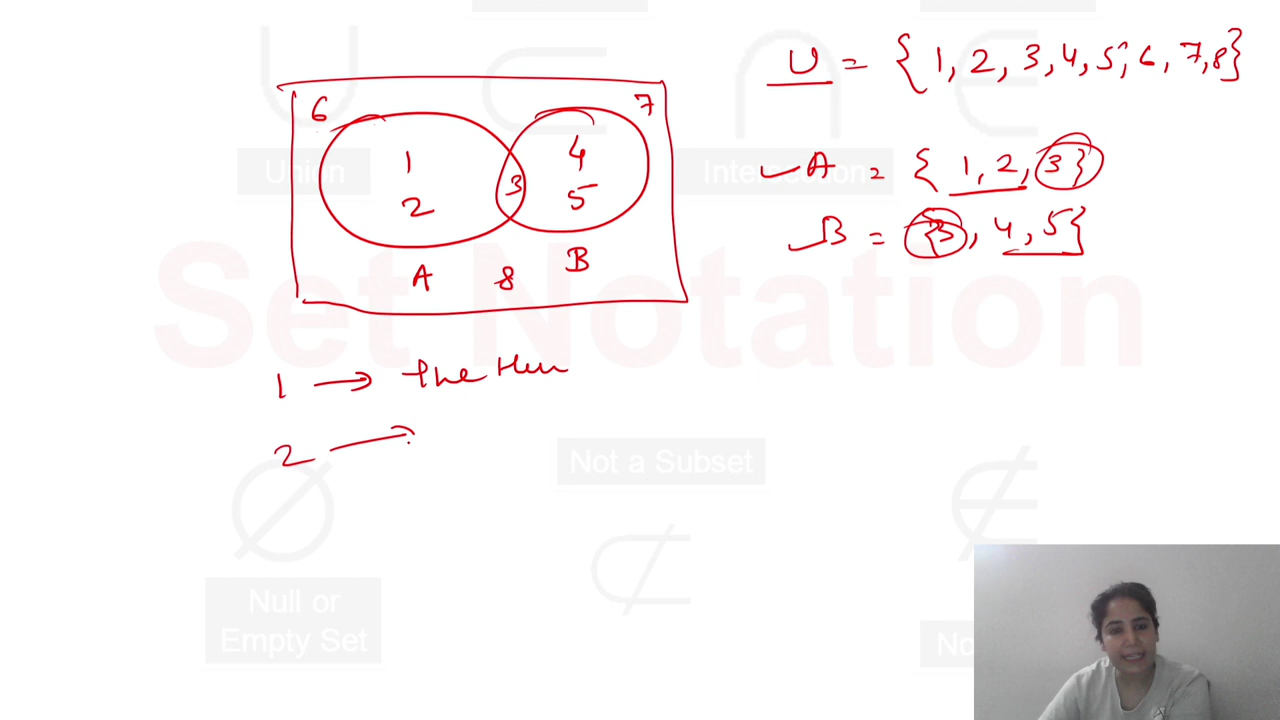 U = {1, 2, 3, 4, 5, 6, 7, 8}
6 7
1 4
2 3 5
A 8 B
A = {1, 2, 3}
B = {3, 4, 5}
1 →
2 →
Union
Intersection
Set Notation
Not a Subset
Null or
Empty Set